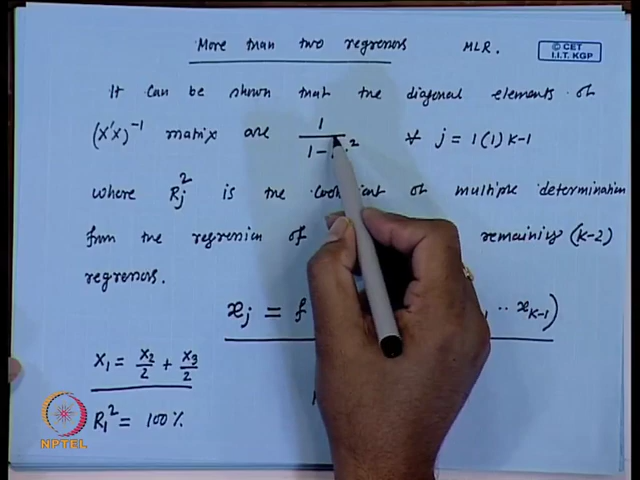 More than two regressors MLR.
© CET
I.I.T. KGP
It can be shown that the diagonal elements of
(X'X)⁻¹ matrix are 1 / 1 - ² ∀ j = 1(1) K-1
where Rj² is the coefficient of multiple determination
from the regression of remaining (K-2)
regressors.
xj = f , ·· xK-1)
X1 = X2/2 + X3/2
R1² = 100%
NPTEL